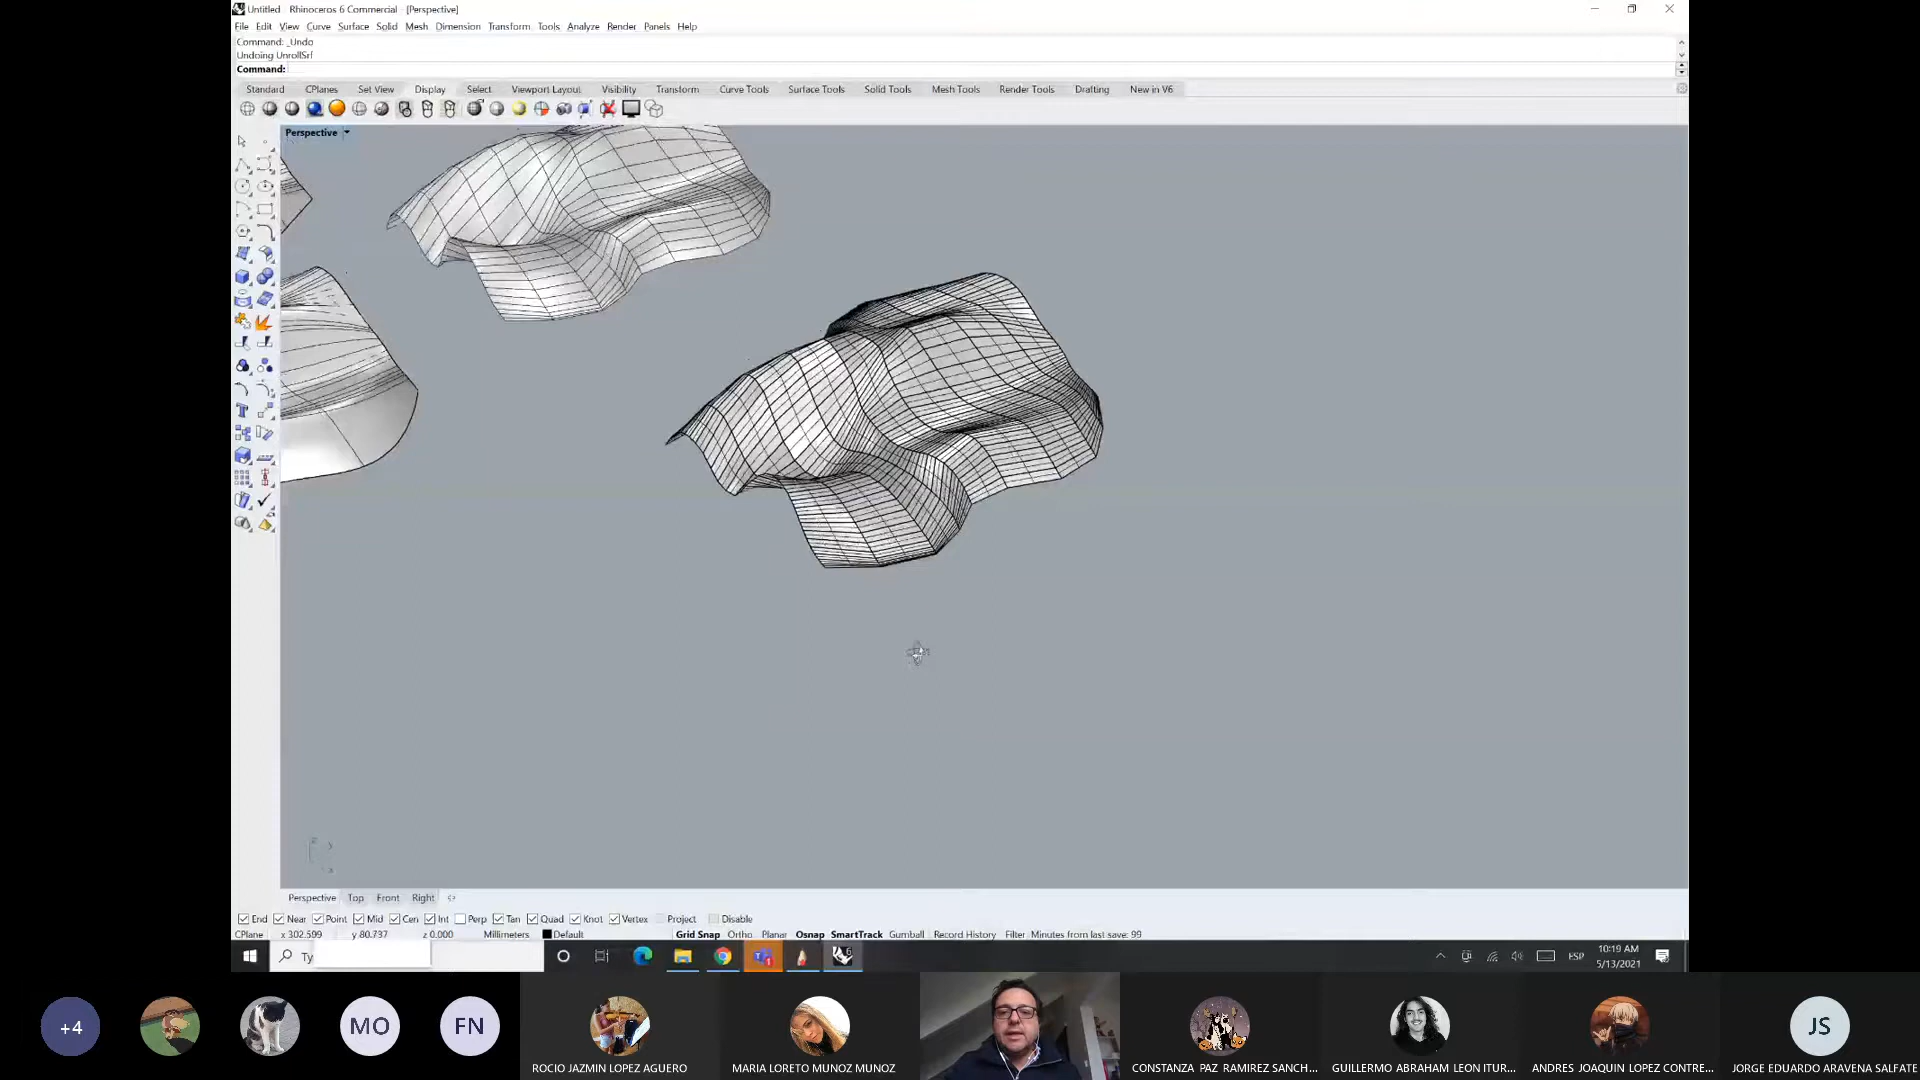 Untitled - Rhinoceros 6 Commercial - [Perspective]
File Edit View Curve Surface Solid Mesh Dimension Transform Tools Analyze Render Panels Help
Command: _Undo
Undoing UnrollSrf
Command:
Standard CPlanes Set View Display Select Viewport Layout Visibility Transform Curve Tools Surface Tools Solid Tools Mesh Tools Render Tools Drafting New in V6
Perspective
z y
x
Perspective Top Front Right
End Near Point Mid Cen Int Perp Tan Quad Knot Vertex Project Disable
CPlane x 302.599 y 80.737 z 0.000 Millimeters Default Grid Snap Ortho Planar Osnap SmartTrack Gumball Record History Filter Minutes from last save: 99
Ty
ESP
10:19 AM
5/13/2021
+4 MO FN JS
ROCIO JAZMIN LOPEZ AGUERO MARIA LORETO MUNOZ MUNOZ CONSTANZA PAZ RAMIREZ SANCH... GUILLERMO ABRAHAM LEON ITUR... ANDRES JOAQUIN LOPEZ CONTRE... JORGE EDUARDO ARAVENA SALFATE